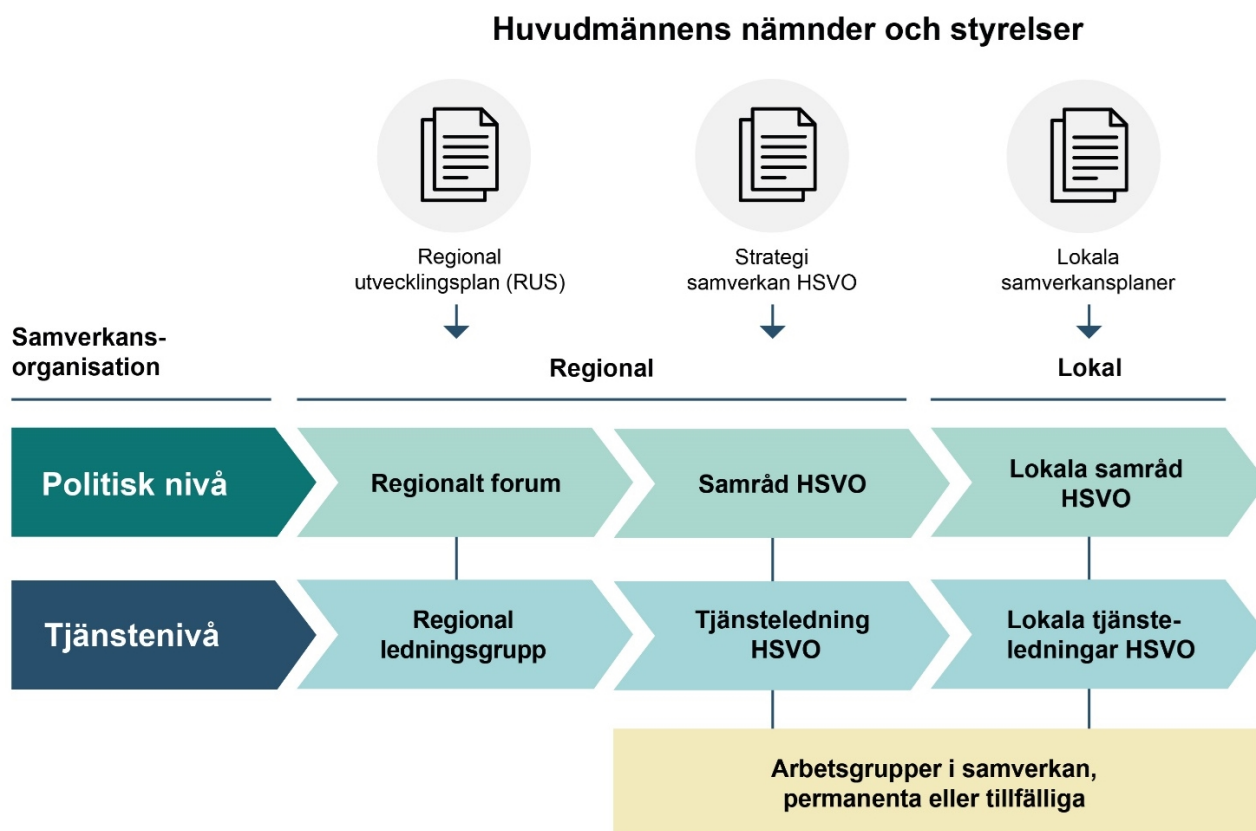 Huvudmännens nämnder och styrelser
Regional
utvecklingsplan (RUS)
Strategi
samverkan HSVO
Lokala
samverkansplaner
Samverkans-
organisation
Regional
Lokal
Politisk nivå
Regionalt forum
Samråd HSVO
Lokala samråd
HSVO
Tjänstenivå
Regional
ledningsgrupp
Tjänsteledning
HSVO
Lokala tjänste-
ledningar HSVO
Arbetsgrupper i samverkan,
permanenta eller tillfälliga